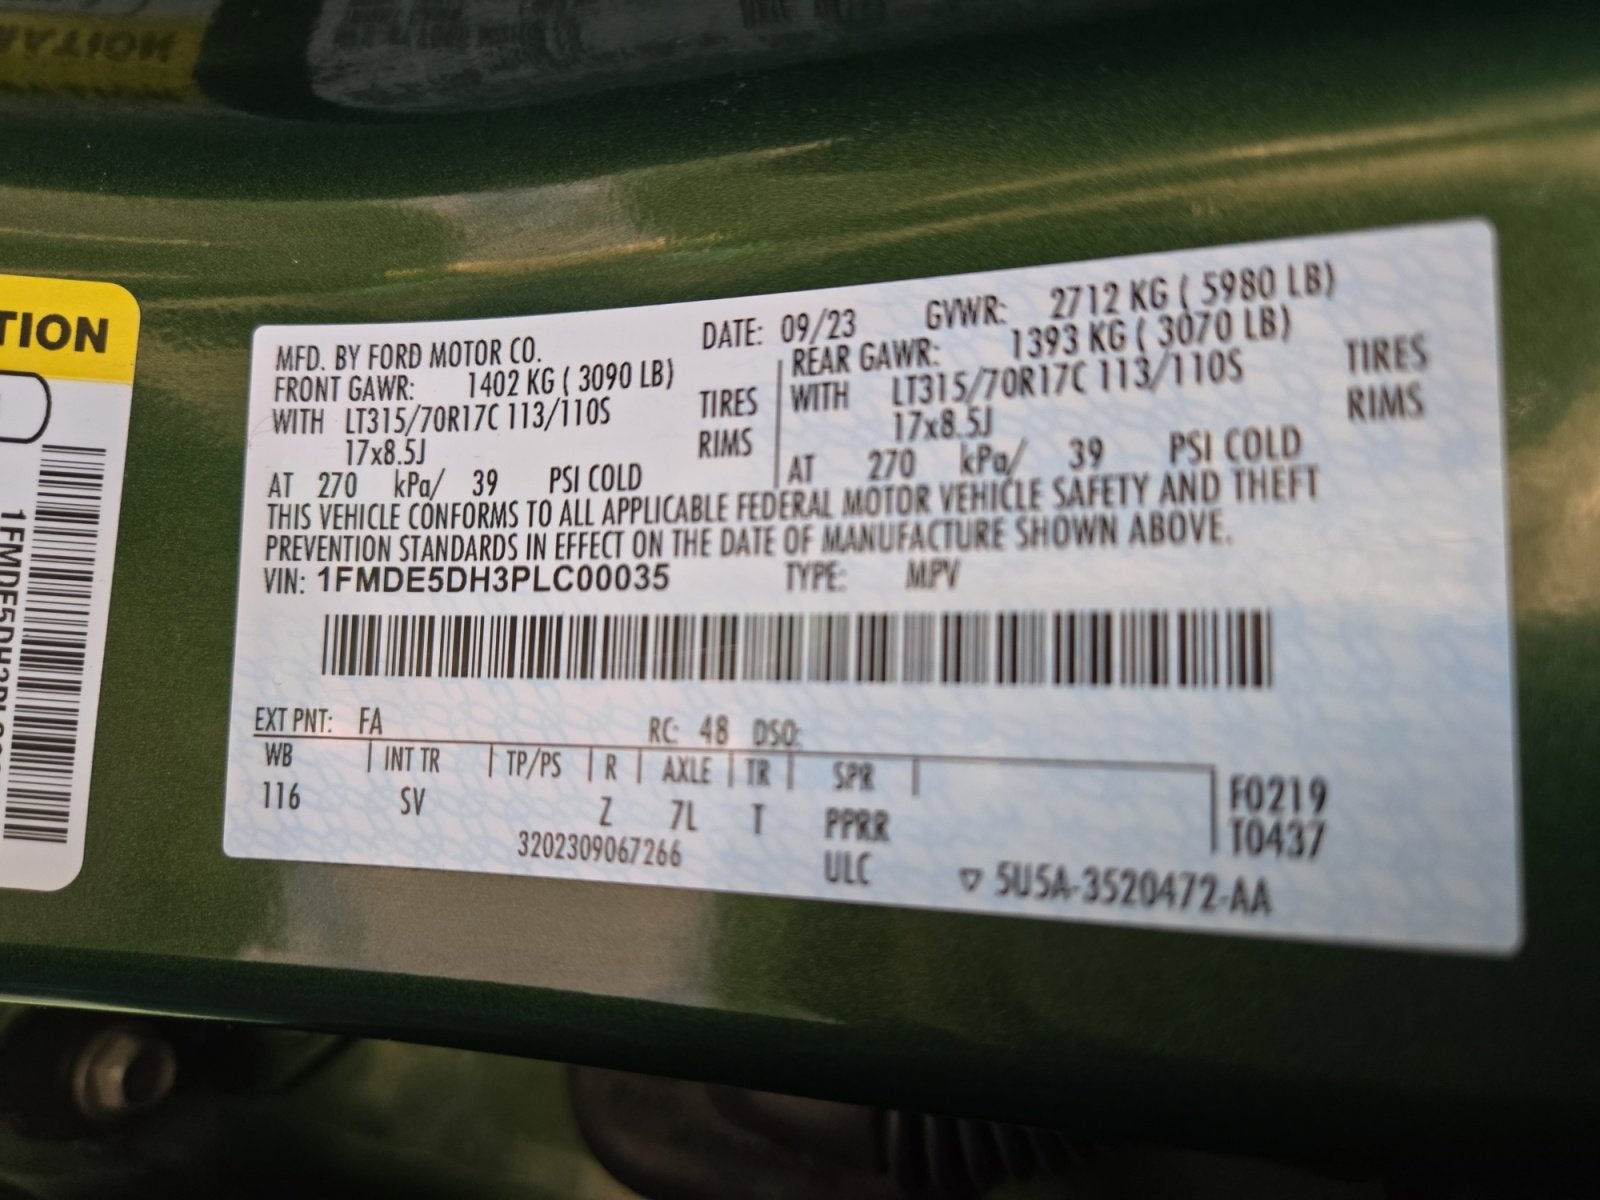 TION
1FMDE5DH3PLC00
MFD. BY FORD MOTOR CO.
DATE: 09/23
GVWR: 2712 KG ( 5980 LB)
FRONT GAWR: 1402 KG ( 3090 LB)
WITH LT315/70R17C 113/110S TIRES
17x8.5J RIMS
AT 270 kPa/ 39 PSI COLD
REAR GAWR: 1393 KG ( 3070 LB)
WITH LT315/70R17C 113/110S TIRES
17x8.5J RIMS
AT 270 kPa/ 39 PSI COLD
THIS VEHICLE CONFORMS TO ALL APPLICABLE FEDERAL MOTOR VEHICLE SAFETY AND THEFT
PREVENTION STANDARDS IN EFFECT ON THE DATE OF MANUFACTURE SHOWN ABOVE.
VIN: 1FMDE5DH3PLC00035 TYPE: MPV
EXT PNT: FA RC: 48 DSO:
WB | INT TR | TP/PS | R | AXLE | TR | SPR |
116 SV Z 7L T PPRR
3202309067266 ULC
F0219
T0437
▽ 5U5A-3520472-AA